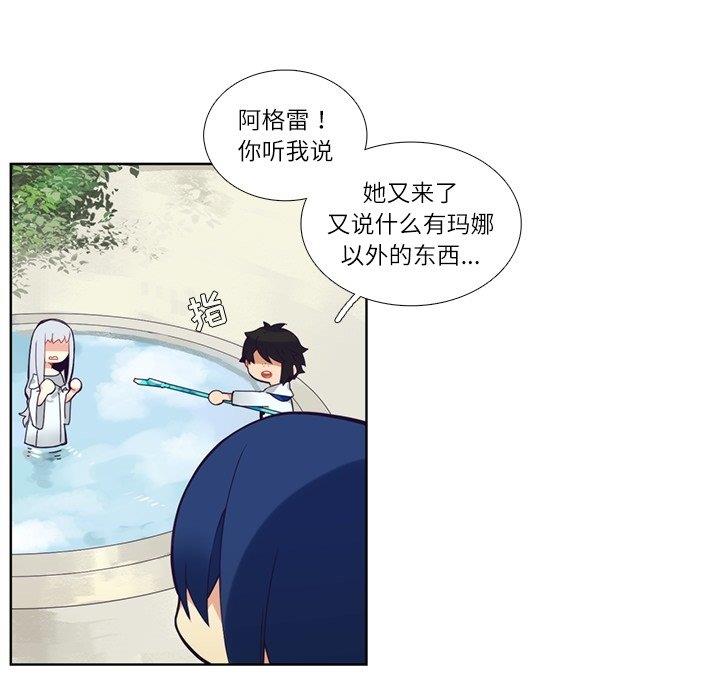 阿格雷！
你听我说
她又来了
又说什么有玛娜
以外的东西...
指